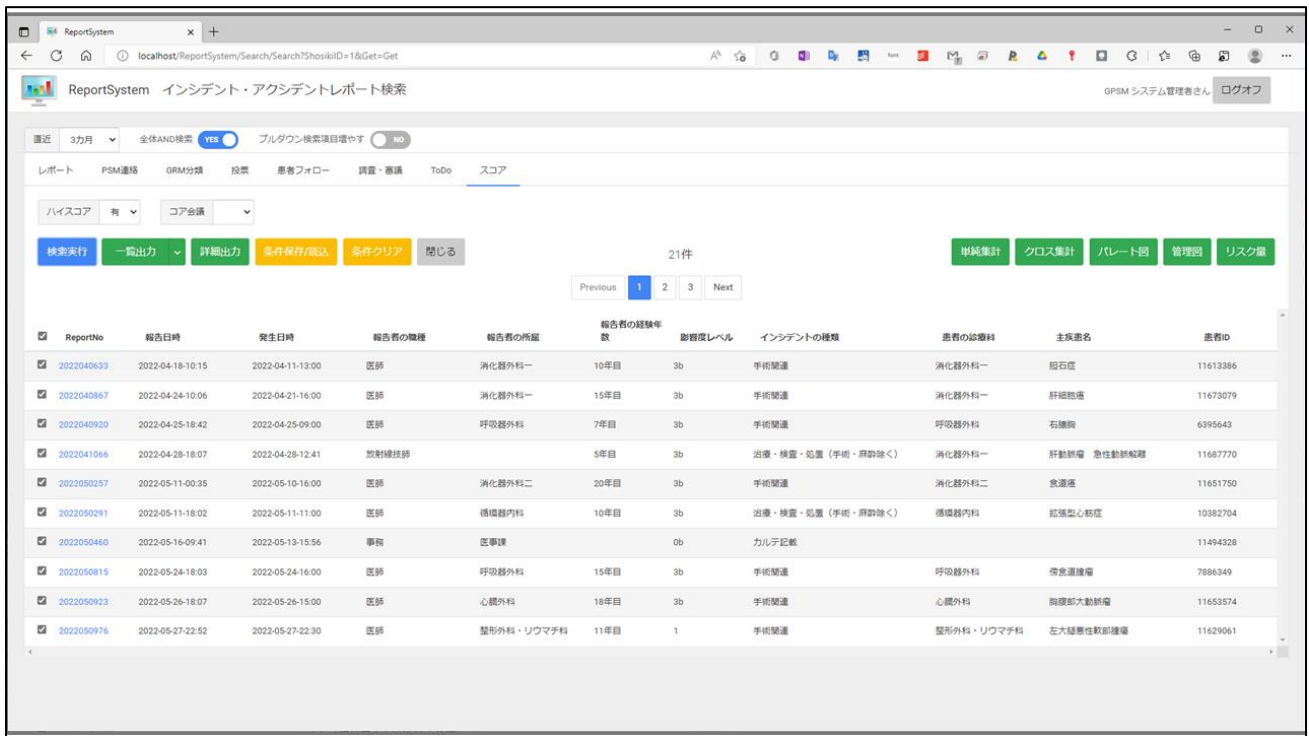 ReportSystem
localhost/ReportSystem/Search/Search?ShosikiID=1&Get=Get
ReportSystem インシデント・アクシデントレポート検索 GPSM システム管理者さん ログオフ
直近 3カ月 全体AND検索 YES プルダウン検索項目増やす NO
レポート PSM連絡 GRM分類 投票 患者フォロー 調査・審議 ToDo スコア
ハイスコア 有 コア会議
検索実行 一覧出力 詳細出力 条件保存/読込 条件クリア 閉じる 21件 単純集計 クロス集計 パレート図 管理図 リスク量
Previous 1 2 3 Next
ReportNo 報告日時 発生日時 報告者の職種 報告者の所属 報告者の経験年数 影響度レベル インシデントの種類 患者の診療科 主疾患名 患者ID
2022040633 2022-04-18-10:15 2022-04-11-13:00 医師 消化器外科一 10年目 3b 手術関連 消化器外科一 胆石症 11613386
2022040867 2022-04-24-10:06 2022-04-21-16:00 医師 消化器外科一 15年目 3b 手術関連 消化器外科一 肝細胞癌 11673079
2022040920 2022-04-25-18:42 2022-04-25-09:00 医師 呼吸器外科 7年目 3b 手術関連 呼吸器外科 右膿胸 6395643
2022041066 2022-04-28-18:07 2022-04-28-12:41 放射線技師 5年目 3b 治療・検査・処置（手術・麻酔除く） 消化器外科一 肝動脈瘤 急性動脈解離 11687770
2022050257 2022-05-11-00:35 2022-05-10-16:00 医師 消化器外科二 20年目 3b 手術関連 消化器外科二 食道癌 11651750
2022050291 2022-05-11-18:02 2022-05-11-11:00 医師 循環器内科 10年目 3b 治療・検査・処置（手術・麻酔除く） 循環器内科 拡張型心筋症 10382704
2022050460 2022-05-16-09:41 2022-05-13-15:56 事務 医事課 0b カルテ記載 11494328
2022050815 2022-05-24-18:03 2022-05-24-16:00 医師 呼吸器外科 15年目 3b 手術関連 呼吸器外科 傍食道腫瘤 7886349
2022050923 2022-05-26-18:07 2022-05-26-15:00 医師 心臓外科 18年目 3b 手術関連 心臓外科 胸腹部大動脈瘤 11653574
2022050976 2022-05-27-22:52 2022-05-27-22:30 医師 整形外科・リウマチ科 11年目 1 手術関連 整形外科・リウマチ科 左大腿悪性軟部腫瘍 11629061